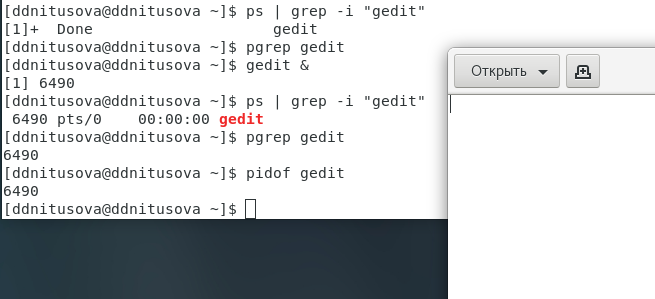 [ddnitusova@ddnitusova ~]$ ps | grep -i "gedit"
[1]+  Done                    gedit
[ddnitusova@ddnitusova ~]$ pgrep gedit
[ddnitusova@ddnitusova ~]$ gedit &
[1] 6490
[ddnitusova@ddnitusova ~]$ ps | grep -i "gedit"
 6490 pts/0    00:00:00 gedit
[ddnitusova@ddnitusova ~]$ pgrep gedit
6490
[ddnitusova@ddnitusova ~]$ pidof gedit
6490
[ddnitusova@ddnitusova ~]$
Открыть